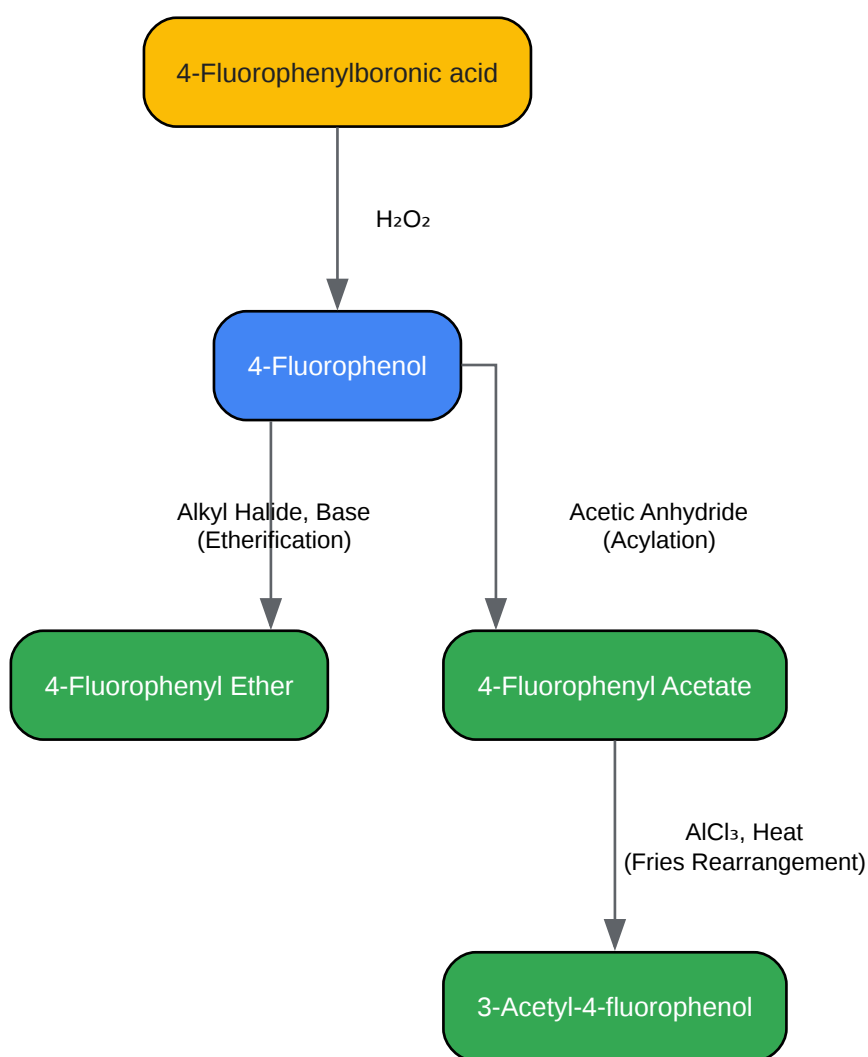 4-Fluorophenylboronic acid
H₂O₂
4-Fluorophenol
Alkyl Halide, Base
(Etherification)
Acetic Anhydride
(Acylation)
4-Fluorophenyl Ether
4-Fluorophenyl Acetate
AlCl₃, Heat
(Fries Rearrangement)
3-Acetyl-4-fluorophenol